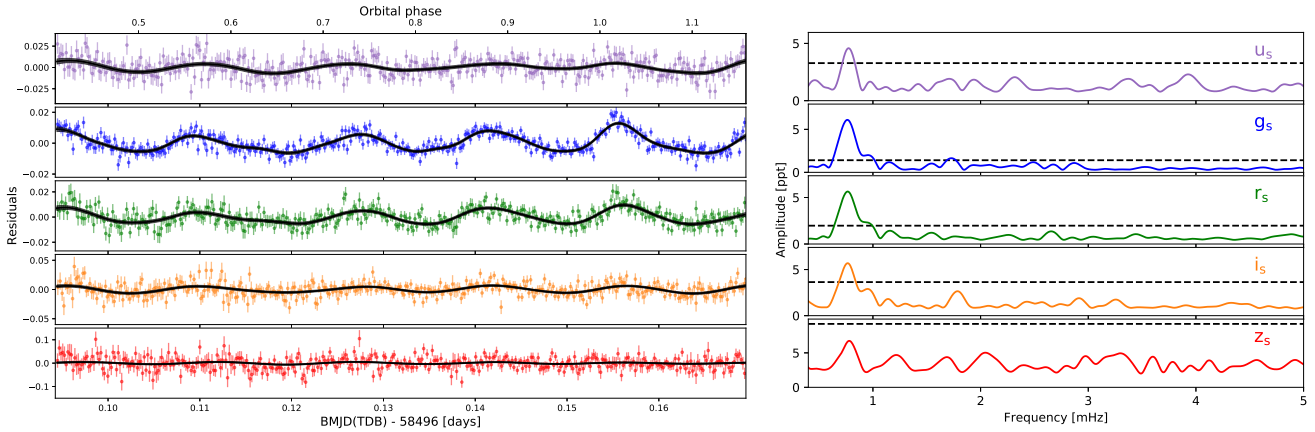 Orbital phase
0.5 0.6 0.7 0.8 0.9 1.0 1.1
0.025
0.000
−0.025
0.02
0.00
−0.02
0.02
0.00
−0.02
0.05
0.00
−0.05
0.1
0.0
−0.1
Residuals
0.10 0.11 0.12 0.13 0.14 0.15 0.16
BMJD(TDB) - 58496 [days]
5
0
us
5
0
gs
5
0
rs
5
0
is
5
0
zs
Amplitude [ppt]
1 2 3 4 5
Frequency [mHz]